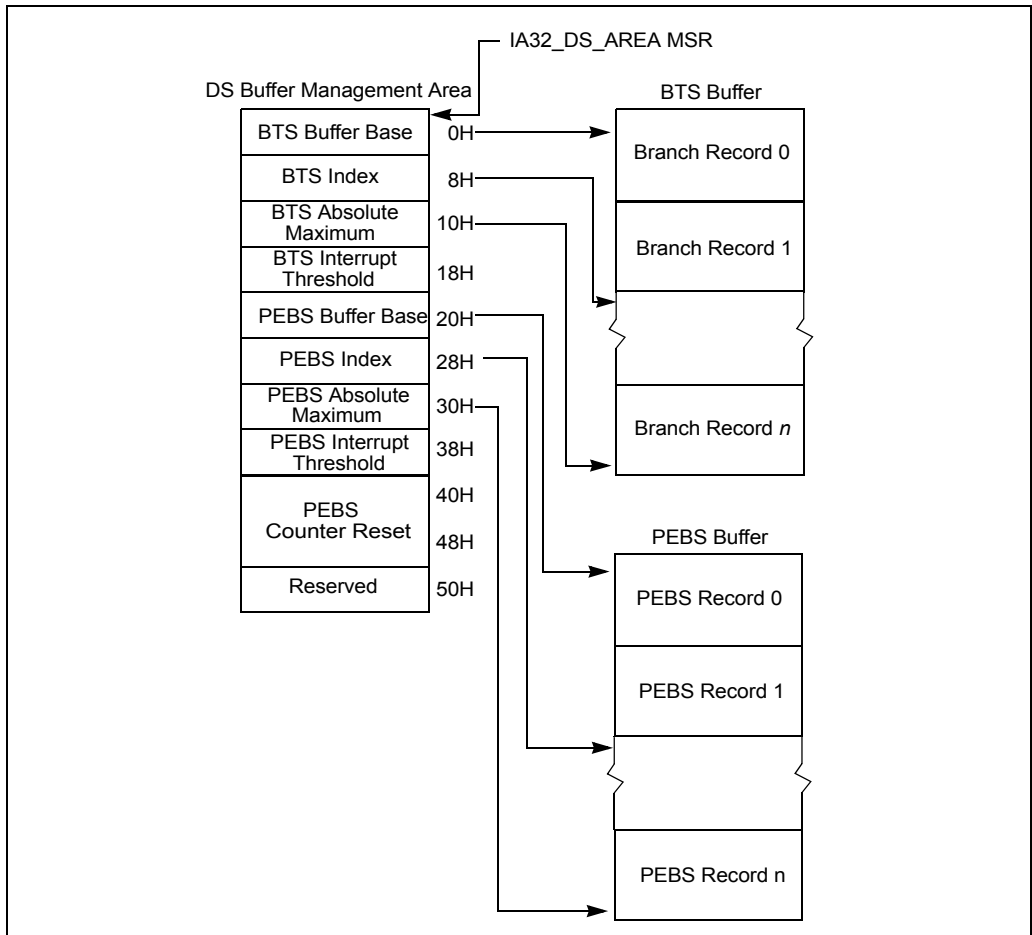 IA32_DS_AREA MSR
DS Buffer Management Area
BTS Buffer Base 0H
BTS Index 8H
BTS Absolute
Maximum 10H
BTS Interrupt
Threshold 18H
PEBS Buffer Base 20H
PEBS Index 28H
PEBS Absolute
Maximum 30H
PEBS Interrupt
Threshold 38H
40H
PEBS
Counter Reset
48H
Reserved 50H
BTS Buffer
Branch Record 0
Branch Record 1
Branch Record n
PEBS Buffer
PEBS Record 0
PEBS Record 1
PEBS Record n